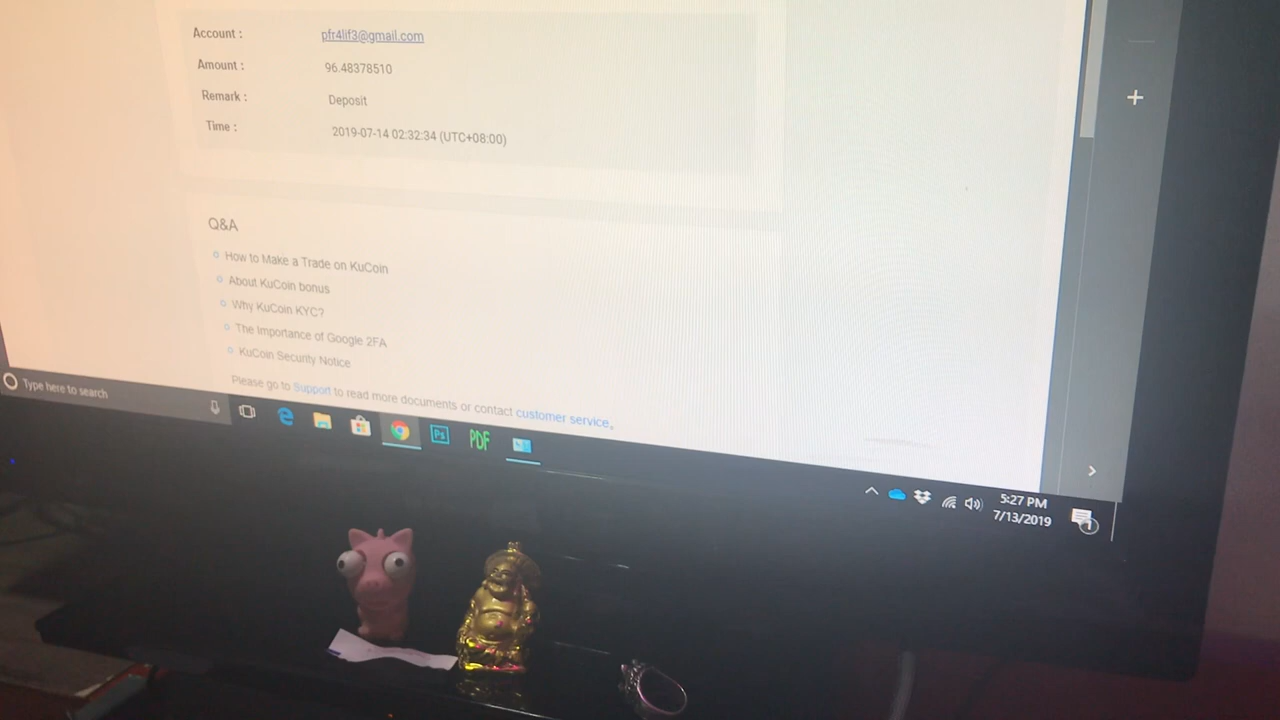 Account : pfr4lif3@gmail.com
Amount : 96.48378510
Remark : Deposit
Time : 2019-07-14 02:32:34 (UTC+08:00)
Q&A
How to Make a Trade on KuCoin
About KuCoin bonus
Why KuCoin KYC?
The Importance of Google 2FA
KuCoin Security Notice
Please go to Support to read more documents or contact customer service。
Type here to search
Ps
PDF
5:27 PM
7/13/2019
1